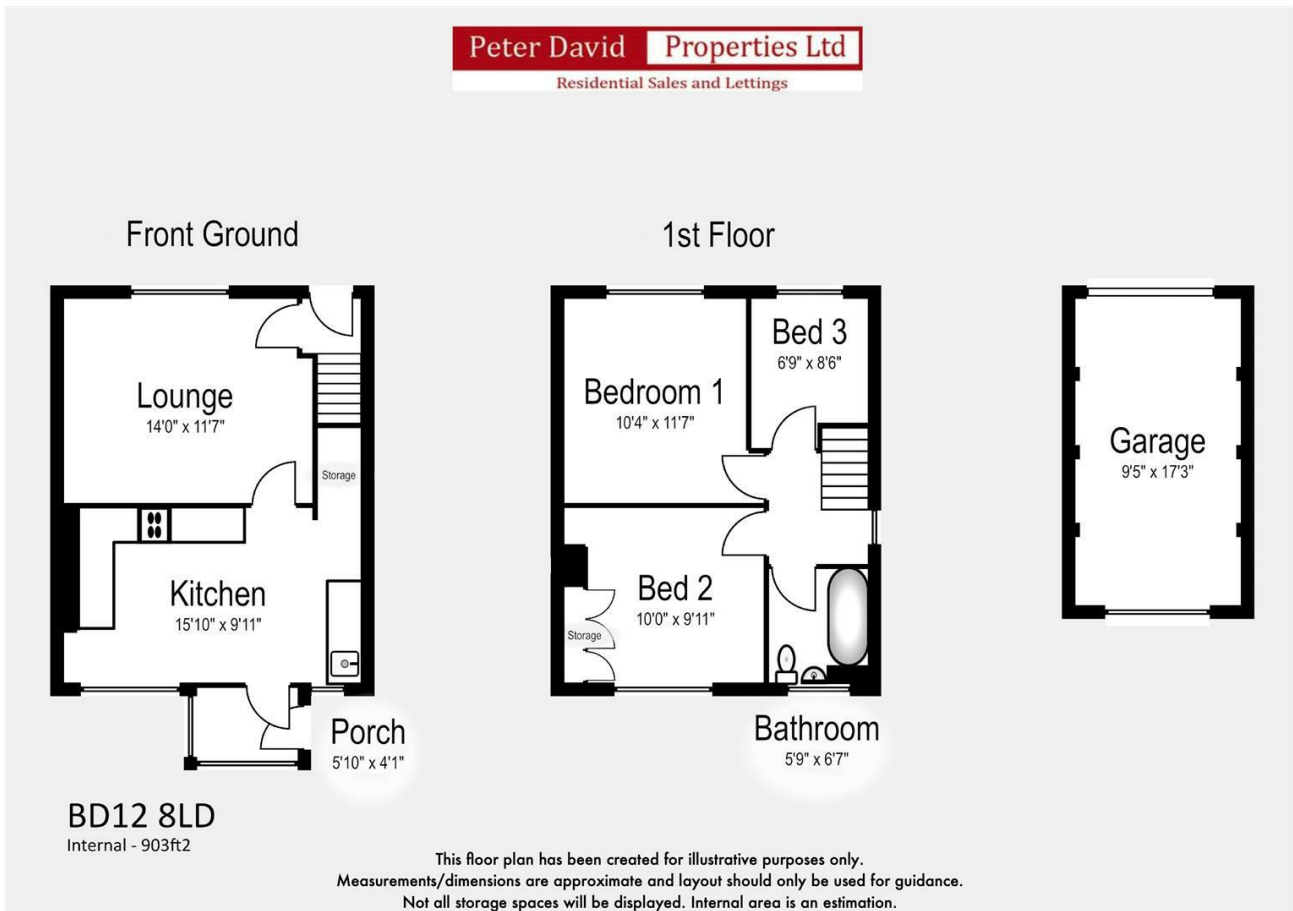 Peter David Properties Ltd
Residential Sales and Lettings
Front Ground
1st Floor
Lounge
14'0" x 11'7"
Storage
Kitchen
15'10" x 9'11"
Porch
5'10" x 4'1"
Bedroom 1
10'4" x 11'7"
Bed 3
6'9" x 8'6"
Bed 2
10'0" x 9'11"
Storage
Bathroom
5'9" x 6'7"
Garage
9'5" x 17'3"
BD12 8LD
Internal - 903ft2
This floor plan has been created for illustrative purposes only.
Measurements/dimensions are approximate and layout should only be used for guidance.
Not all storage spaces will be displayed. Internal area is an estimation.